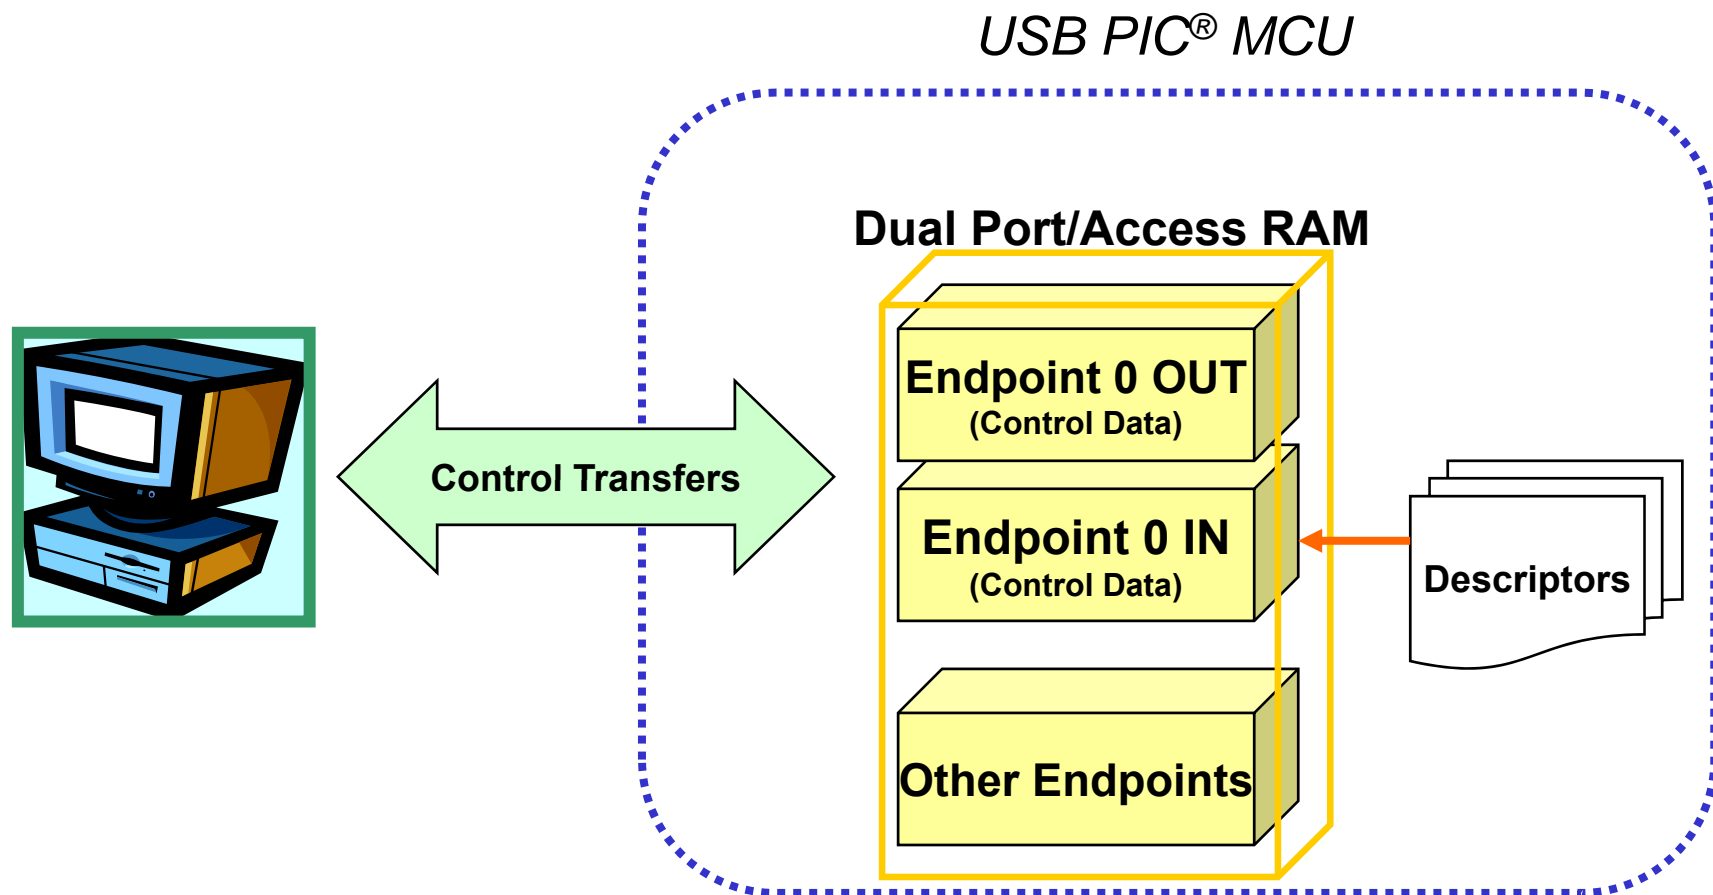 USB PIC® MCU
Dual Port/Access RAM
Endpoint 0 OUT
(Control Data)
Control Transfers
Endpoint 0 IN
(Control Data)
Descriptors
Other Endpoints